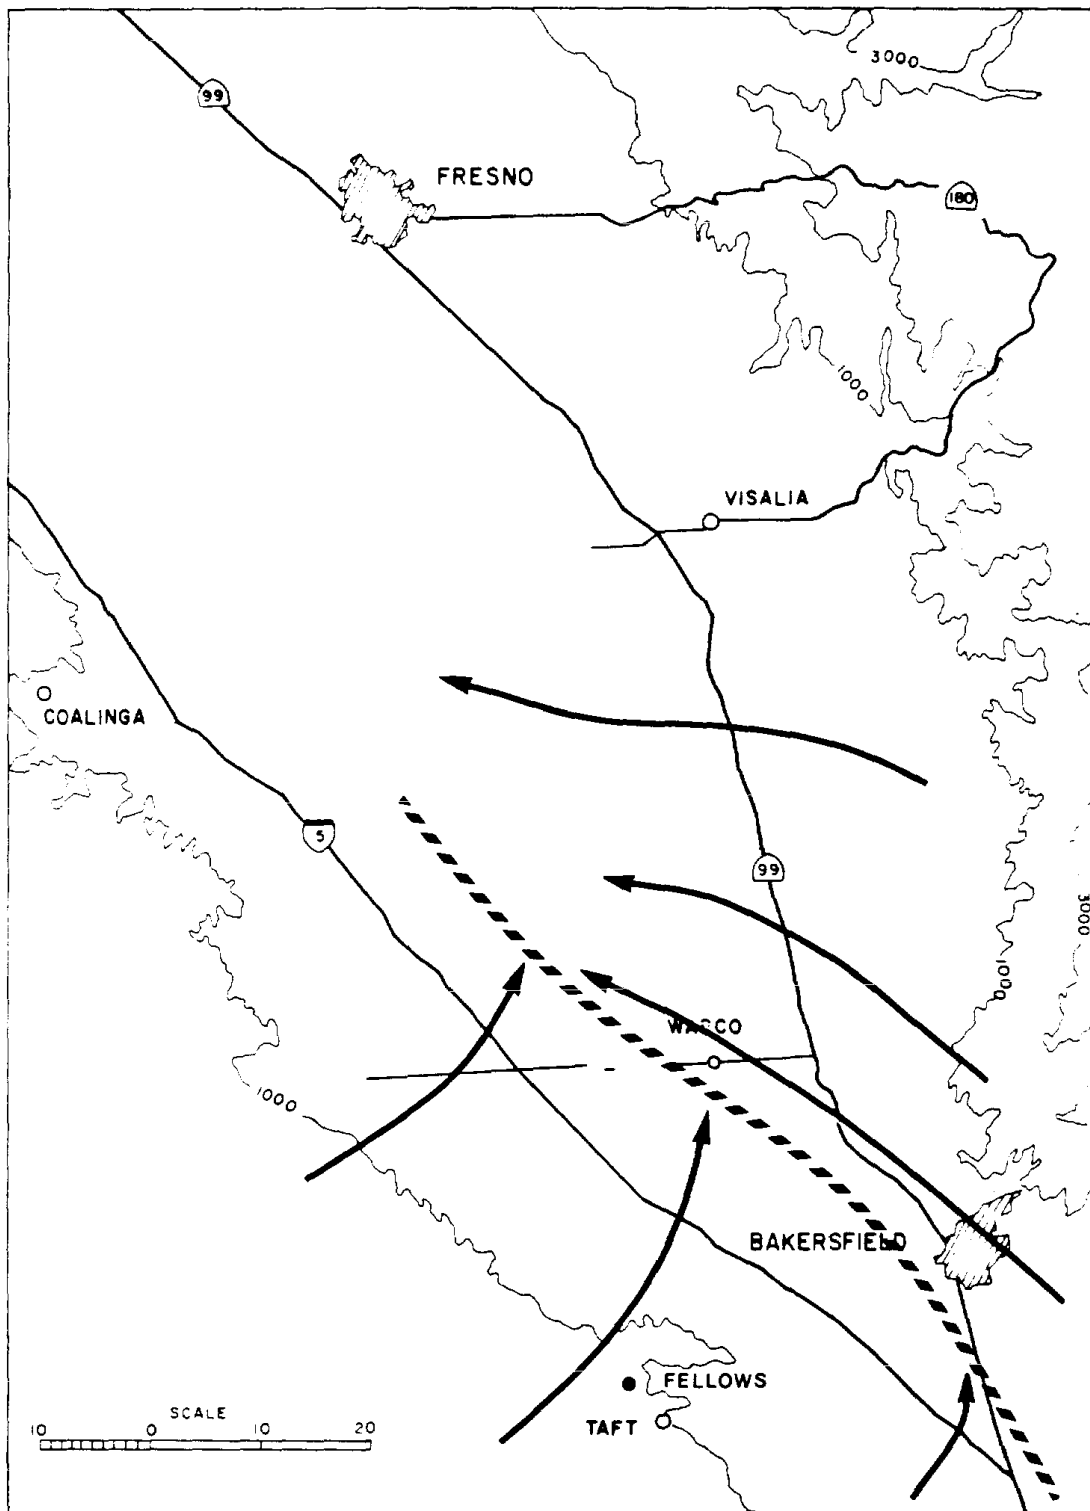 3000
99
FRESNO
180
1000
VISALIA
COALINGA
5
99
3000
1000
WASCO
1000
BAKERSFIELD
FELLOWS
TAFT
SCALE
10 0 10 20